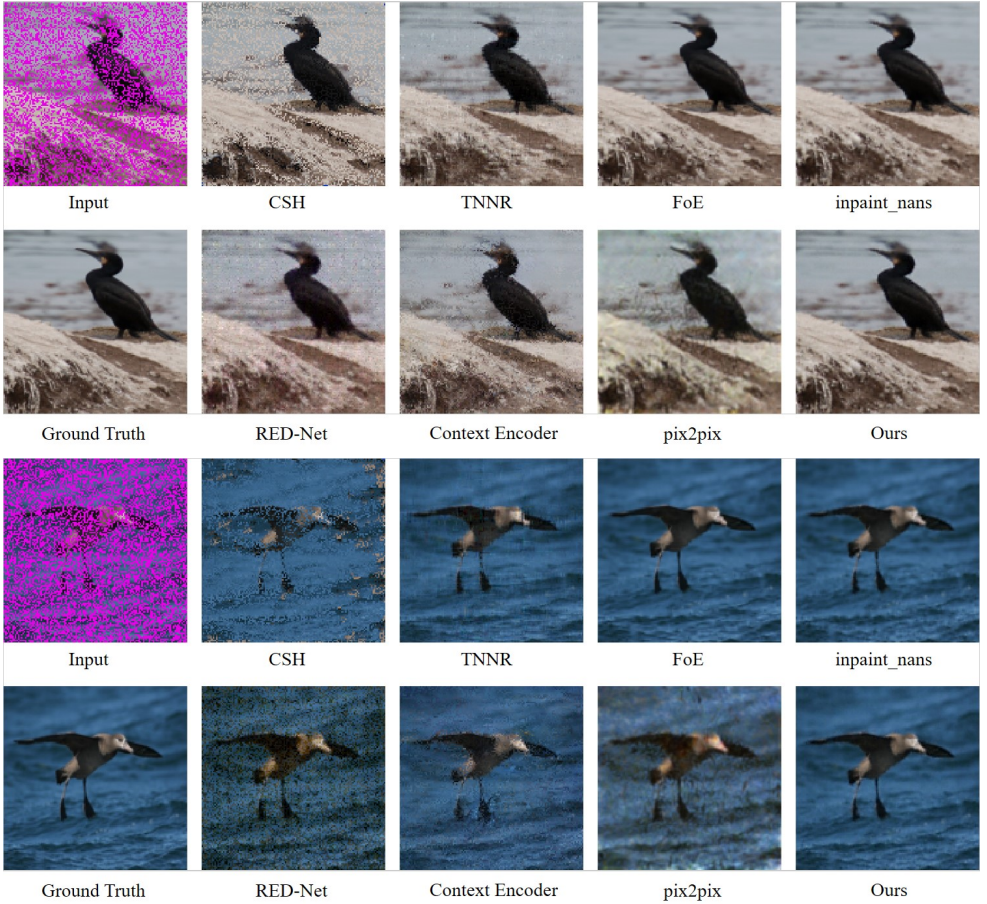 Input CSH TNNR FoE inpaint_nans
Ground Truth RED-Net Context Encoder pix2pix Ours
Input CSH TNNR FoE inpaint_nans
Ground Truth RED-Net Context Encoder pix2pix Ours